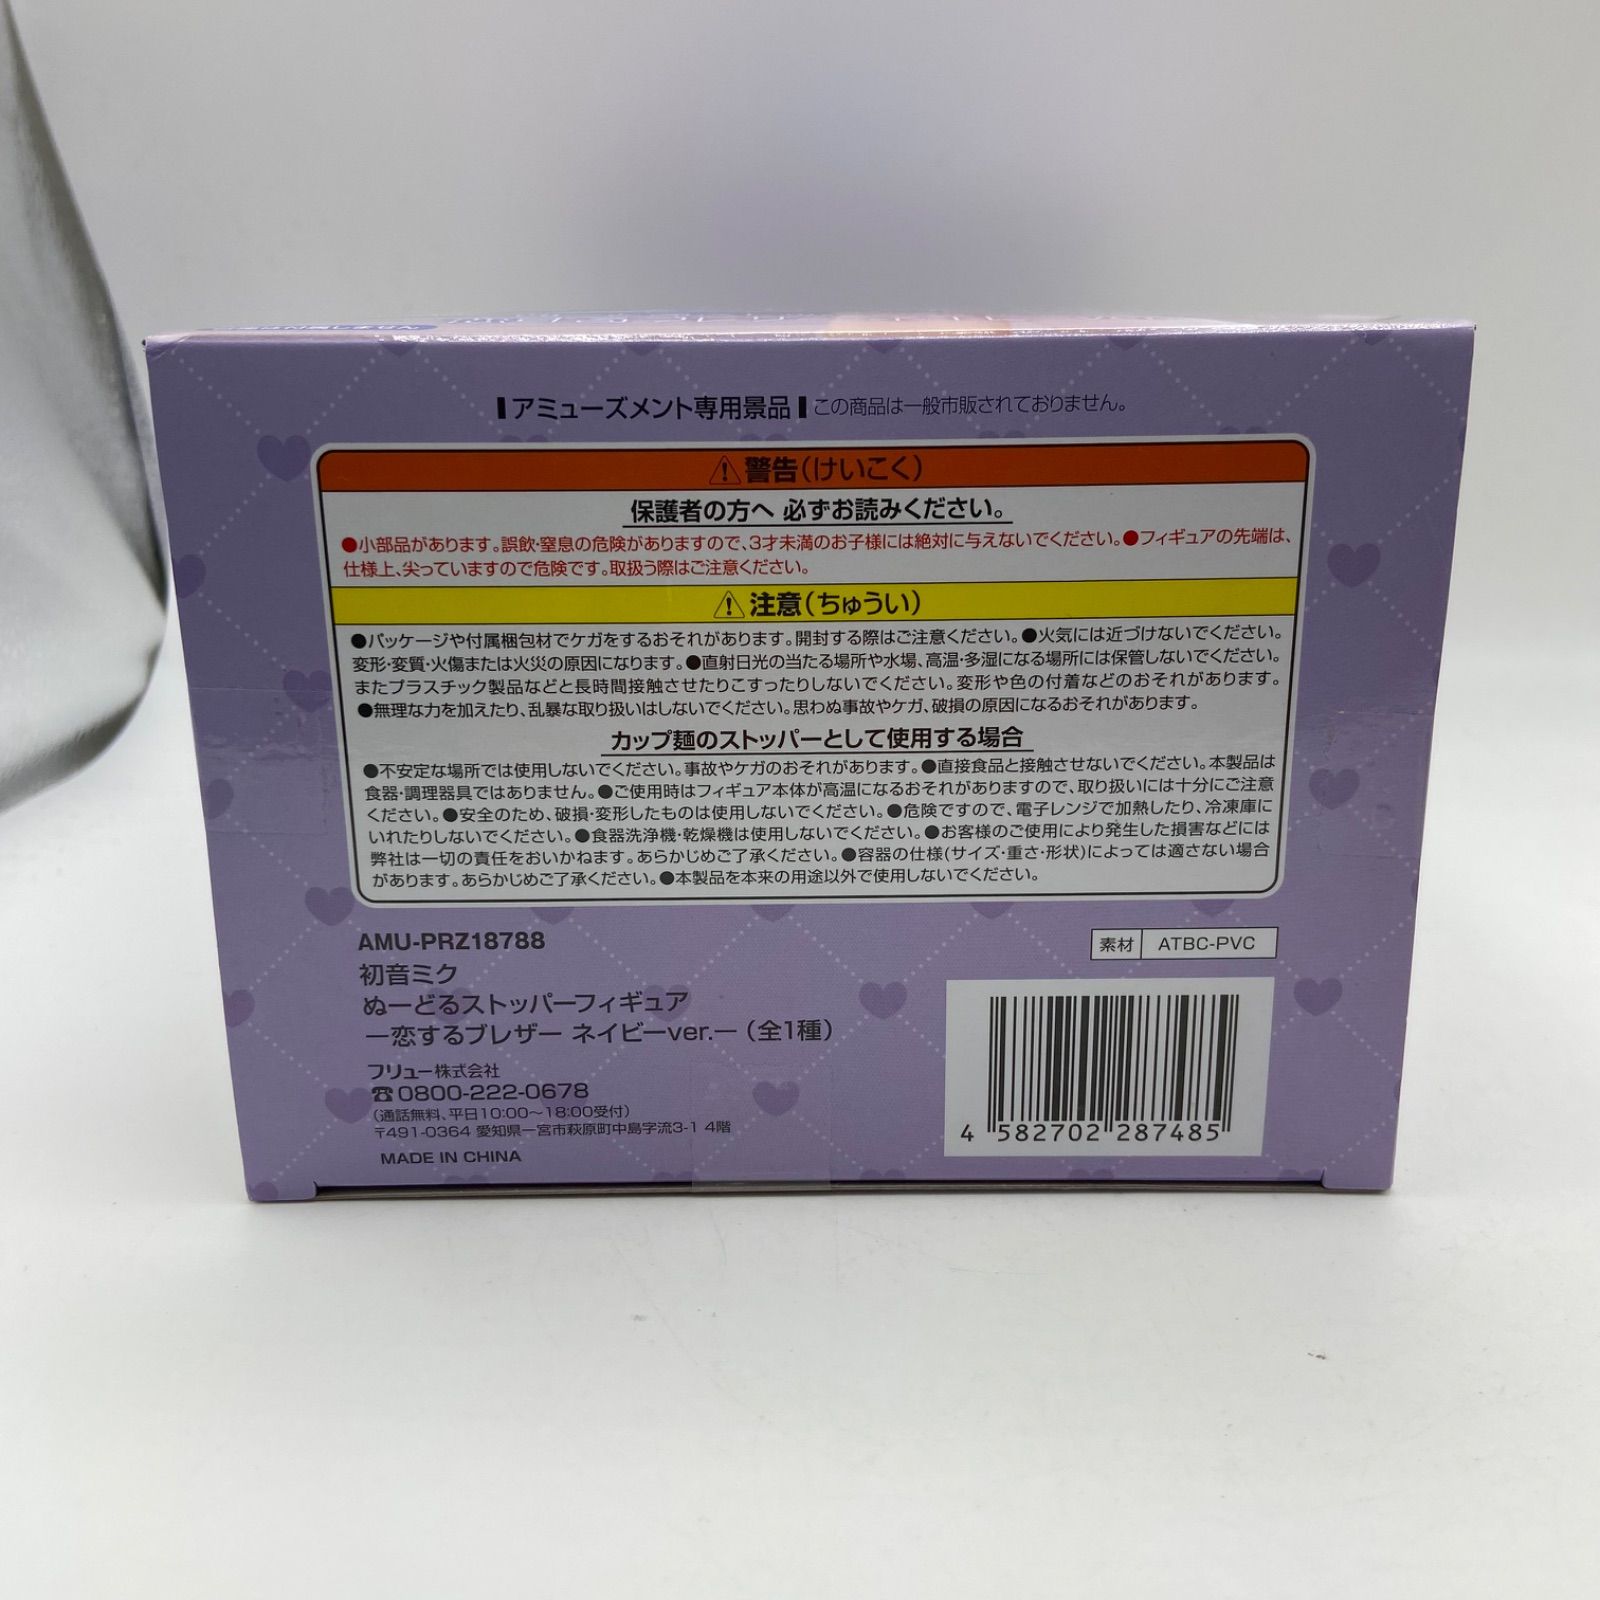 アミューズメント専用景品 この商品は一般市販されておりません。
警告(けいこく)
保護者の方へ 必ずお読みください。
●小部品があります。誤飲・窒息の危険がありますので、3才未満のお子様には絶対に与えないでください。●フィギュアの先端は、
仕様上、尖っていますので危険です。取扱う際はご注意ください。
注意(ちゅうい)
●パッケージや付属梱包材でケガをするおそれがあります。開封する際はご注意ください。●火気には近づけないでください。
変形・変質・火傷または火災の原因になります。●直射日光の当たる場所や水場、高温・多湿になる場所には保管しないでください。
またプラスチック製品などと長時間接触させたりこすったりしないでください。変形や色の付着などのおそれがあります。
●無理な力を加えたり、乱暴な取り扱いはしないでください。思わぬ事故やケガ、破損の原因になるおそれがあります。
カップ麺のストッパーとして使用する場合
●不安定な場所では使用しないでください。事故やケガのおそれがあります。●直接食品と接触させないでください。本製品は
食器・調理器具ではありません。●ご使用時はフィギュア本体が高温になるおそれがありますので、取り扱いには十分にご注意
ください。●安全のため、破損・変形したものは使用しないでください。●危険ですので、電子レンジで加熱したり、冷凍庫に
いれたりしないでください。●食器洗浄機・乾燥機は使用しないでください。●お客様のご使用により発生した損害などには
弊社は一切の責任をおいかねます。あらかじめご了承ください。●容器の仕様(サイズ・重さ・形状)によっては適さない場合
があります。あらかじめご了承ください。●本製品を本来の用途以外で使用しないでください。
AMU-PRZ18788
素材 ATBC-PVC
初音ミク
ぬーどるストッパーフィギュア
―恋するブレザー ネイビーver.―(全1種)
フリュー株式会社
☎0800-222-0678
(通話無料、平日10:00～18:00受付)
〒491-0364 愛知県一宮市萩原町中島字流3-1 4階
MADE IN CHINA
4 582702 287485